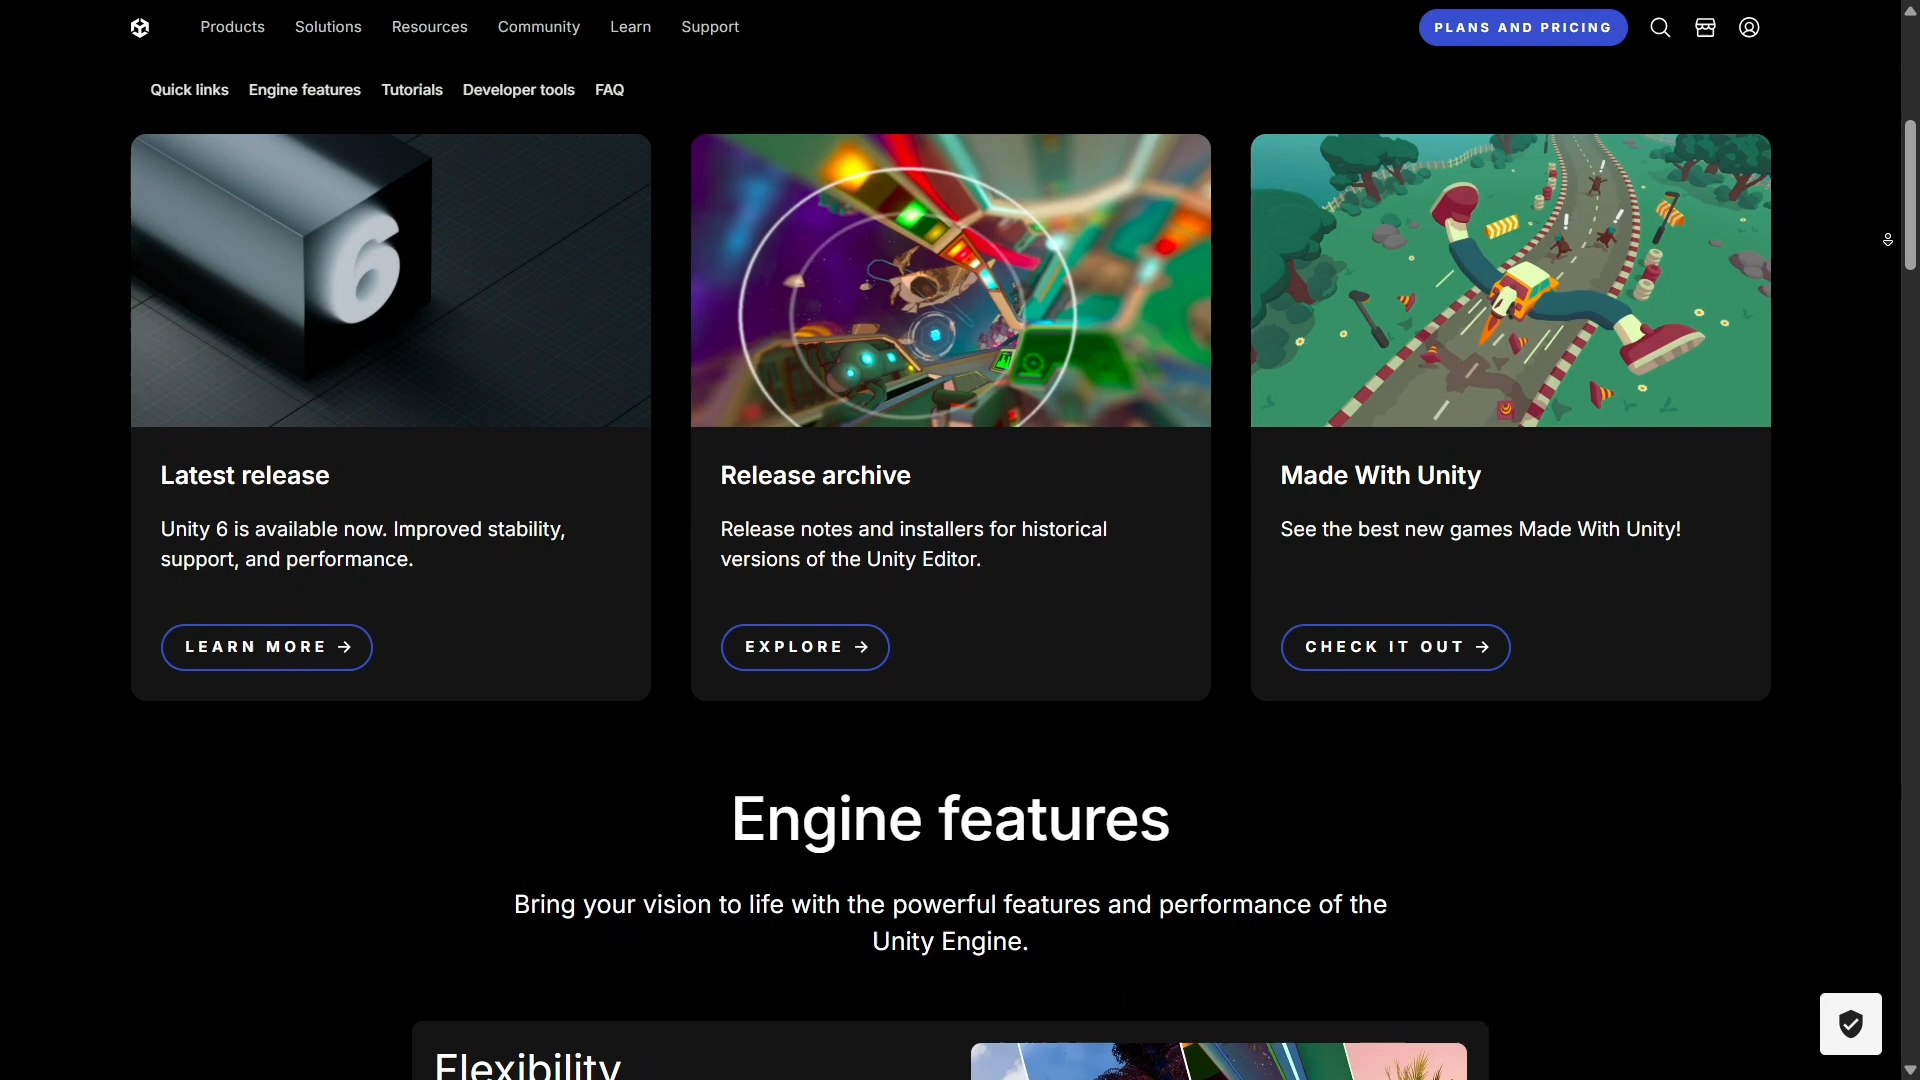 Products Solutions Resources Community Learn Support
PLANS AND PRICING
Quick links Engine features Tutorials Developer tools FAQ
6
Latest release
Unity 6 is available now. Improved stability,
support, and performance.
LEARN MORE →
Release archive
Release notes and installers for historical
versions of the Unity Editor.
EXPLORE →
Made With Unity
See the best new games Made With Unity!
CHECK IT OUT →
Engine features
Bring your vision to life with the powerful features and performance of the
Unity Engine.
Flexibility